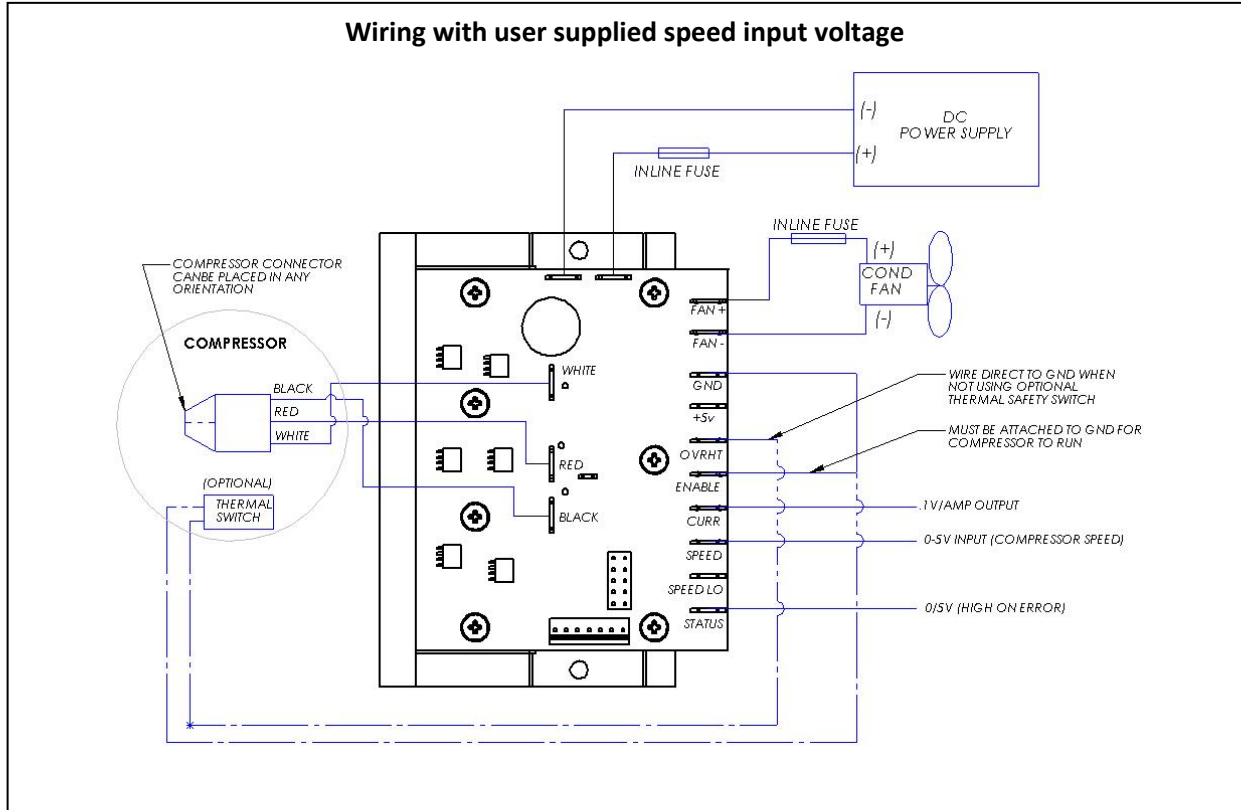 Wiring with user supplied speed input voltage
(-)
DC
POWER SUPPLY
(+)
INLINE FUSE
INLINE FUSE
(+)
COND
FAN
(-)
COMPRESSOR CONNECTOR
CANBE PLACED IN ANY
ORIENTATION
COMPRESSOR
BLACK
RED
WHITE
(OPTIONAL)
THERMAL
SWITCH
WHITE
RED
BLACK
FAN +
FAN -
GND
+5v
OVRHT
ENABLE
CURR
SPEED
SPEED LO
STATUS
WIRE DIRECT TO GND WHEN
NOT USING OPTIONAL
THERMAL SAFETY SWITCH
MUST BE ATTACHED TO GND FOR
COMPRESSOR TO RUN
.1V/AMP OUTPUT
0-5V INPUT (COMPRESSOR SPEED)
0/5V (HIGH ON ERROR)